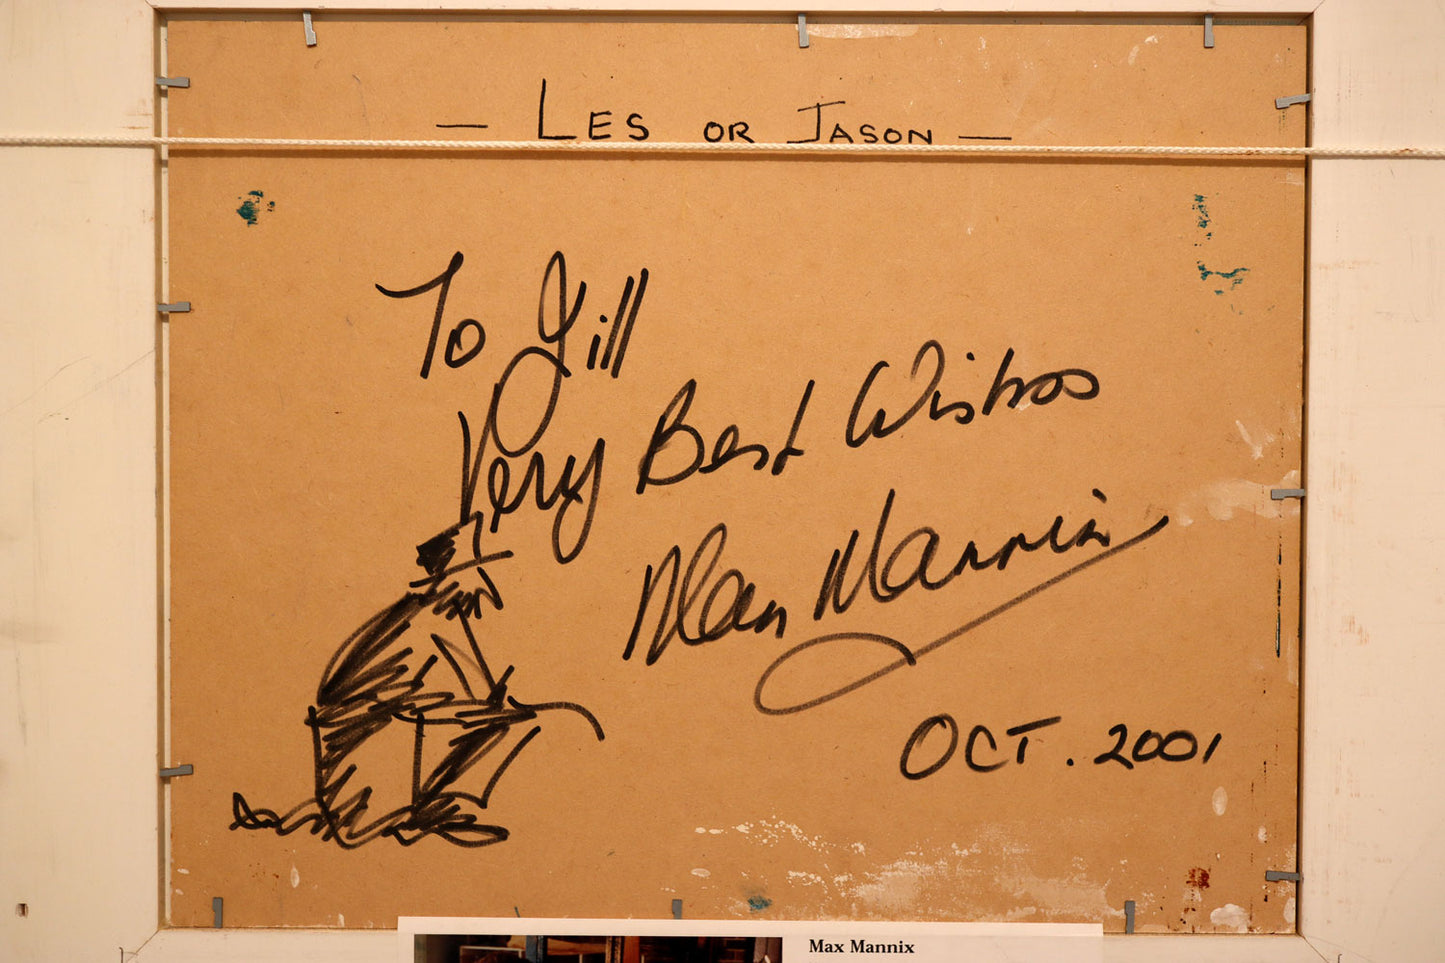 — LES OR JASON —
To Jill
Very Best Wishes
Max Mannix
OCT. 2001
Max Mannix